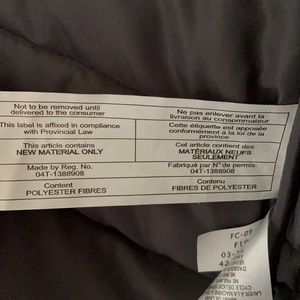 Not to be removed until
delivered to the consumer
Ne pas enlever avant la
livraison au consommateur
This label is affixed in compliance
with Provincial Law
Cette étiquette est apposée
conformément à la loi de la
province
This article contains
NEW MATERIAL ONLY
Cet article contient des
MATÉRIAUX NEUFS
SEULEMENT
Made by Reg. No.
04T-1388908
Fabriqué par N° de permis:
04T-1388908
Content
POLYESTER FIBRES
Contenu
FIBRES DE POLYESTER
FC-09
03-
42-